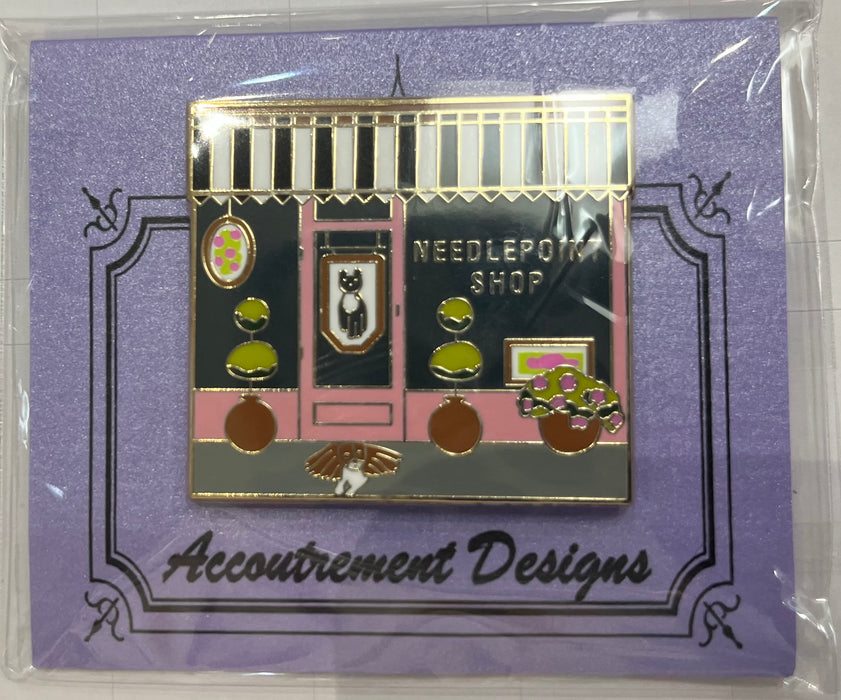 NEEDLEPOINT
SHOP
Accoutrement Designs